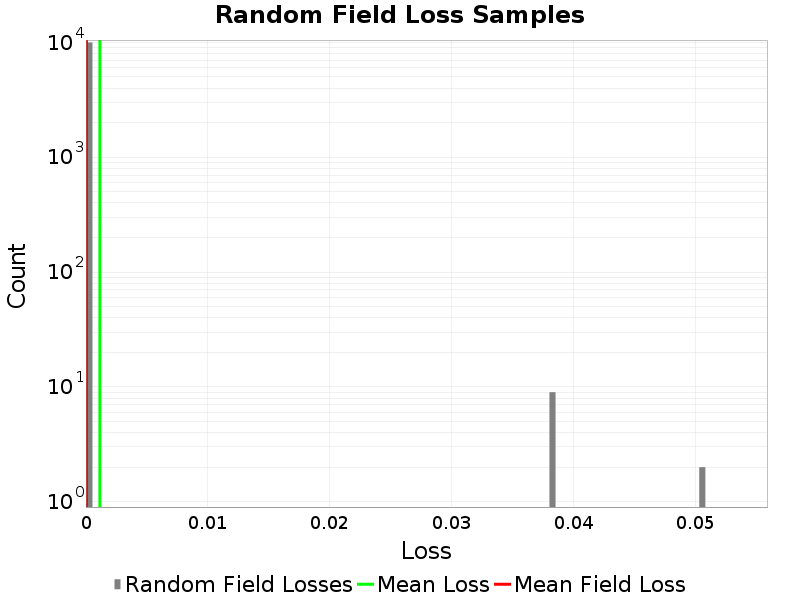 Random Field Loss Samples
10^4
10^3
10^2
10^1
10^0
Count
0 0.01 0.02 0.03 0.04 0.05
Loss
Random Field Losses Mean Loss Mean Field Loss